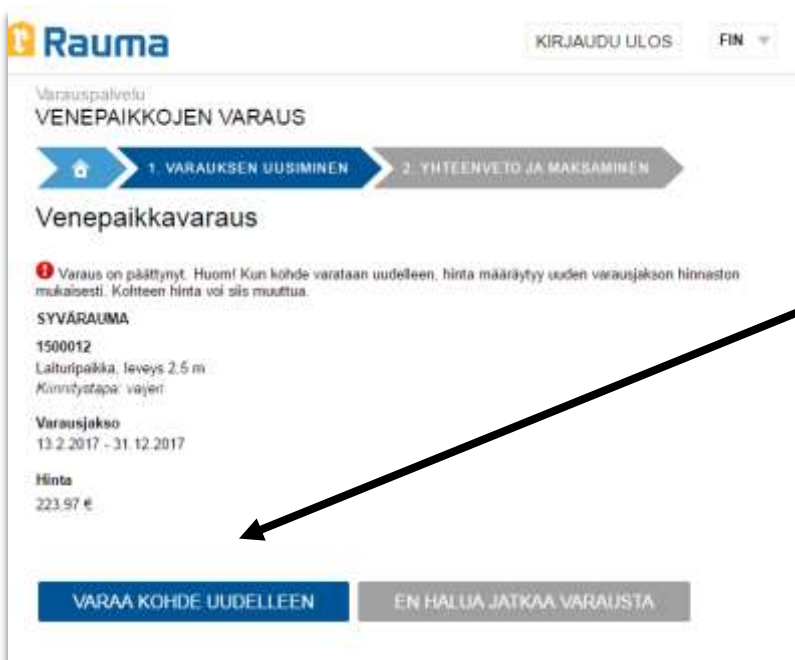 Rauma
KIRJAUDU ULOS
FIN
Varauspalvelu
VENEPAIKKOJEN VARAUS
1. VARAUKSEN UUSIMINEN
2. YHTEENVETO JA MAKSAMINEN
Venepaikkavaraus
Varaus on päättynyt. Huom! Kun kohde varataan uudelleen, hinta määräytyy uuden varausjakson hinnaston
mukaisesti. Kohteen hinta voi siis muuttua.
SYVÄRAUMA
1500012
Laituripaikka, leveys 2.5 m
Kiinnitystapa: vaijeri
Varausjakso
13.2.2017 - 31.12.2017
Hinta
223.97 €
VARAA KOHDE UUDELLEEN
EN HALUA JATKAA VARAUSTA